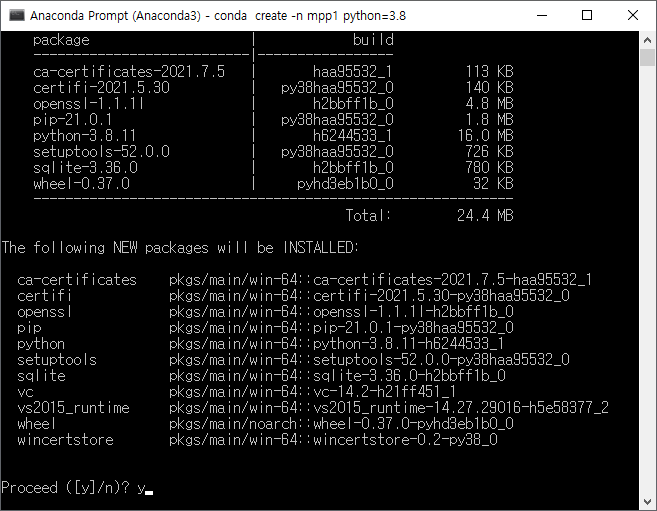 Anaconda Prompt (Anaconda3) - conda  create -n mpp1 python=3.8
package                    |            build
---------------------------|-----------------
ca-certificates-2021.7.5   |       haa95532_1         113 KB
certifi-2021.5.30          |   py38haa95532_0         140 KB
openssl-1.1.1l             |       h2bbff1b_0         4.8 MB
pip-21.0.1                 |   py38haa95532_0         1.8 MB
python-3.8.11              |       h6244533_1        16.0 MB
setuptools-52.0.0          |   py38haa95532_0         726 KB
sqlite-3.36.0              |       h2bbff1b_0         780 KB
wheel-0.37.0               |     pyhd3eb1b0_0          32 KB
------------------------------------------------------------
Total:        24.4 MB
The following NEW packages will be INSTALLED:
ca-certificates    pkgs/main/win-64::ca-certificates-2021.7.5-haa95532_1
certifi            pkgs/main/win-64::certifi-2021.5.30-py38haa95532_0
openssl            pkgs/main/win-64::openssl-1.1.1l-h2bbff1b_0
pip                pkgs/main/win-64::pip-21.0.1-py38haa95532_0
python             pkgs/main/win-64::python-3.8.11-h6244533_1
setuptools         pkgs/main/win-64::setuptools-52.0.0-py38haa95532_0
sqlite             pkgs/main/win-64::sqlite-3.36.0-h2bbff1b_0
vc                 pkgs/main/win-64::vc-14.2-h21ff451_1
vs2015_runtime     pkgs/main/win-64::vs2015_runtime-14.27.29016-h5e58377_2
wheel              pkgs/main/noarch::wheel-0.37.0-pyhd3eb1b0_0
wincertstore       pkgs/main/win-64::wincertstore-0.2-py38_0
Proceed ([y]/n)? y